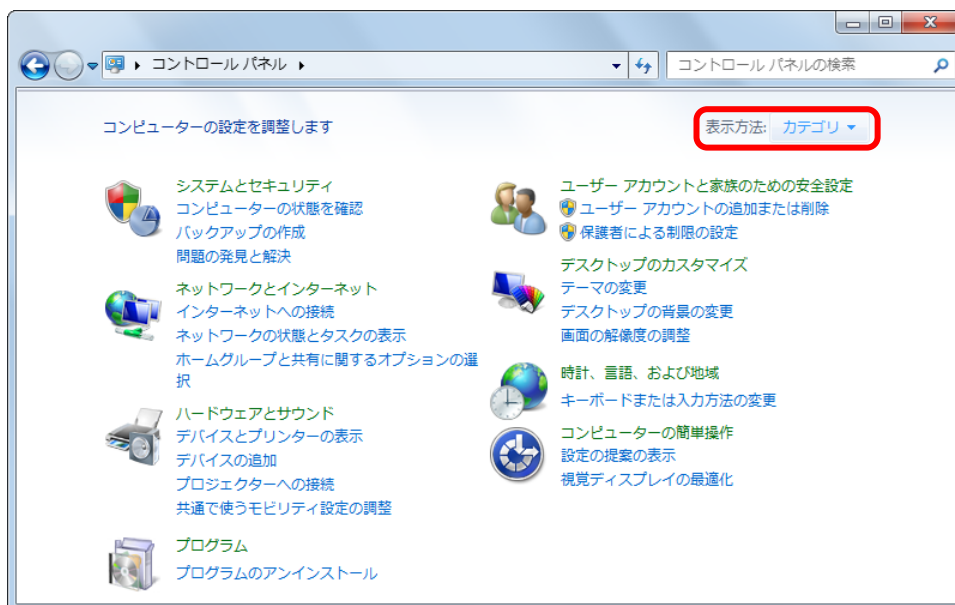 コントロール パネル
コントロール パネルの検索
コンピューターの設定を調整します
表示方法: カテゴリ
システムとセキュリティ
コンピューターの状態を確認
バックアップの作成
問題の発見と解決
ネットワークとインターネット
インターネットへの接続
ネットワークの状態とタスクの表示
ホームグループと共有に関するオプションの選
択
ハードウェアとサウンド
デバイスとプリンターの表示
デバイスの追加
プロジェクターへの接続
共通で使うモビリティ設定の調整
プログラム
プログラムのアンインストール
ユーザー アカウントと家族のための安全設定
ユーザー アカウントの追加または削除
保護者による制限の設定
デスクトップのカスタマイズ
テーマの変更
デスクトップの背景の変更
画面の解像度の調整
時計、言語、および地域
キーボードまたは入力方法の変更
コンピューターの簡単操作
設定の提案の表示
視覚ディスプレイの最適化